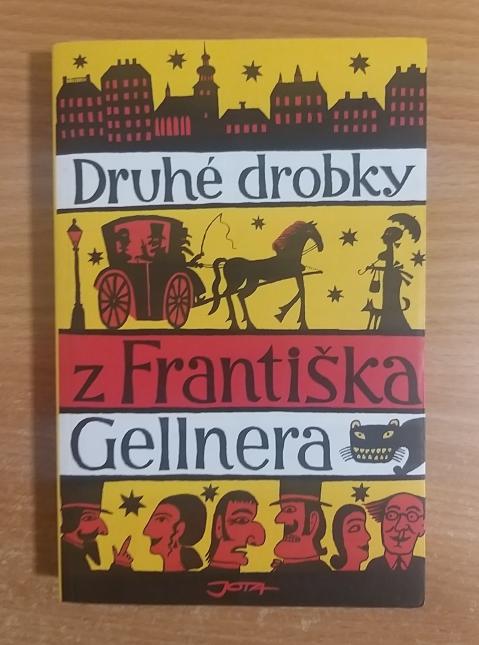 Druhé drobky
z Františka
Gellnera
JOTA